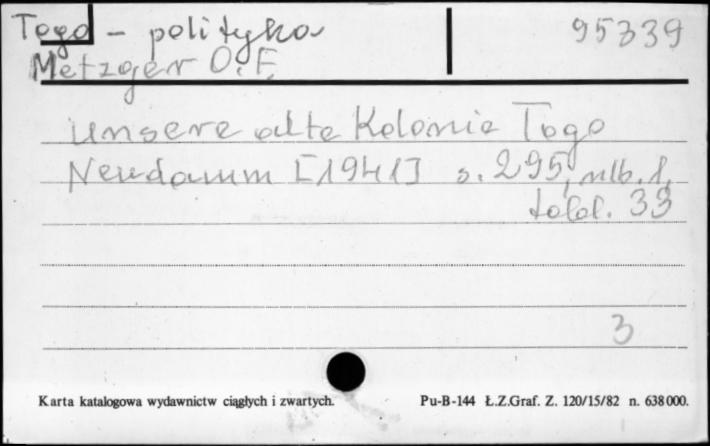 Togo - polityka 95339
Metzger O. F.
Unsere alte Kolonie Togo
Neudamm [1941] s. 295, nlb. 1,
tabl. 33
3
Karta katalogowa wydawnictw ciągłych i zwartych. Pu-B-144 Ł.Z.Graf. Z. 120/15/82 n. 638000.